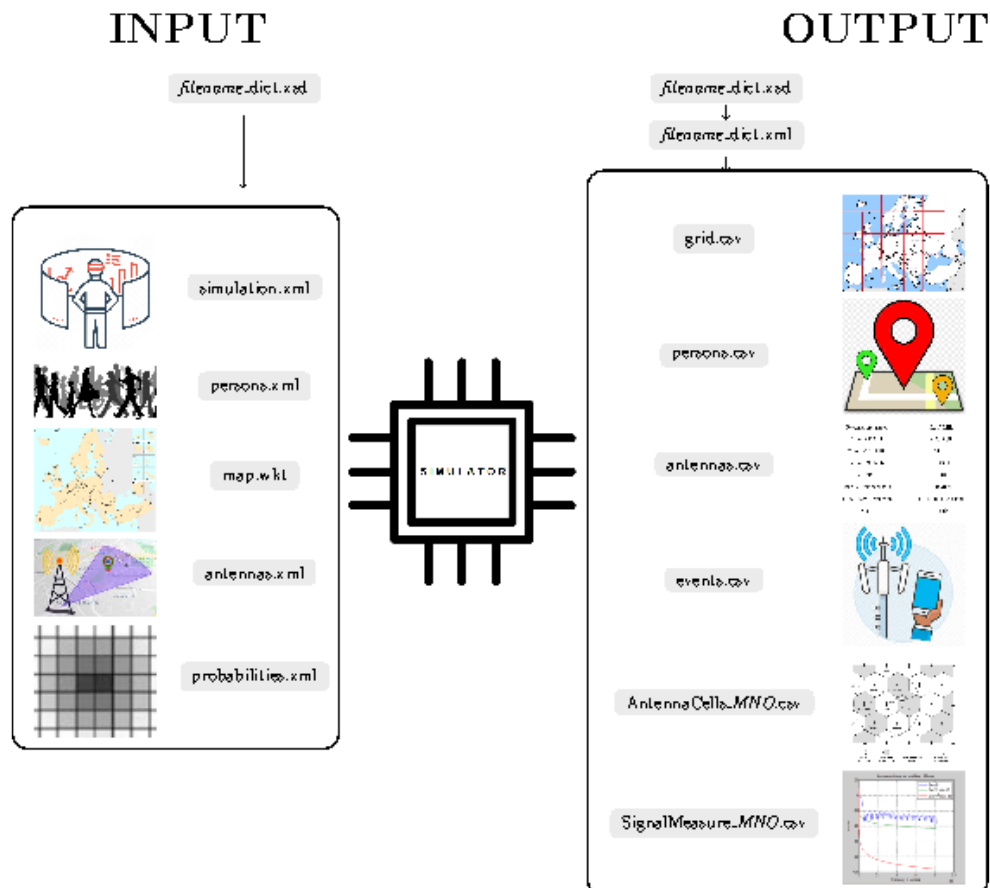 INPUT
OUTPUT
filename_dict.xsd
filename_dict.xsd
filename_dict.xml
simulation.xml
persons.xml
map.wkt
antennas.xml
probabilities.xml
SIMULATOR
grid.csv
persons.csv
antennas.csv
events.csv
AntennaCells_MNO.csv
SignalMeasure_MNO.csv